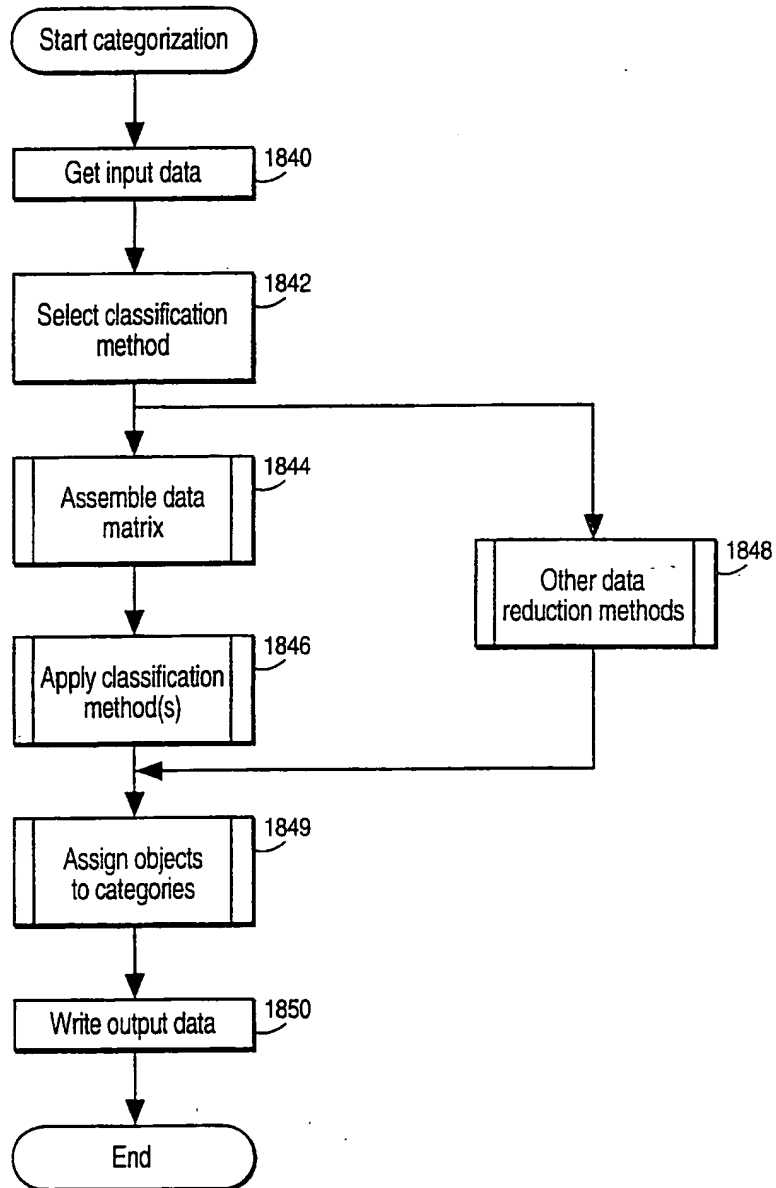 Start categorization
Get input data
1840
Select classification
method
1842
Assemble data
matrix
1844
Other data
reduction methods
1848
Apply classification
method(s)
1846
Assign objects
to categories
1849
Write output data
1850
End